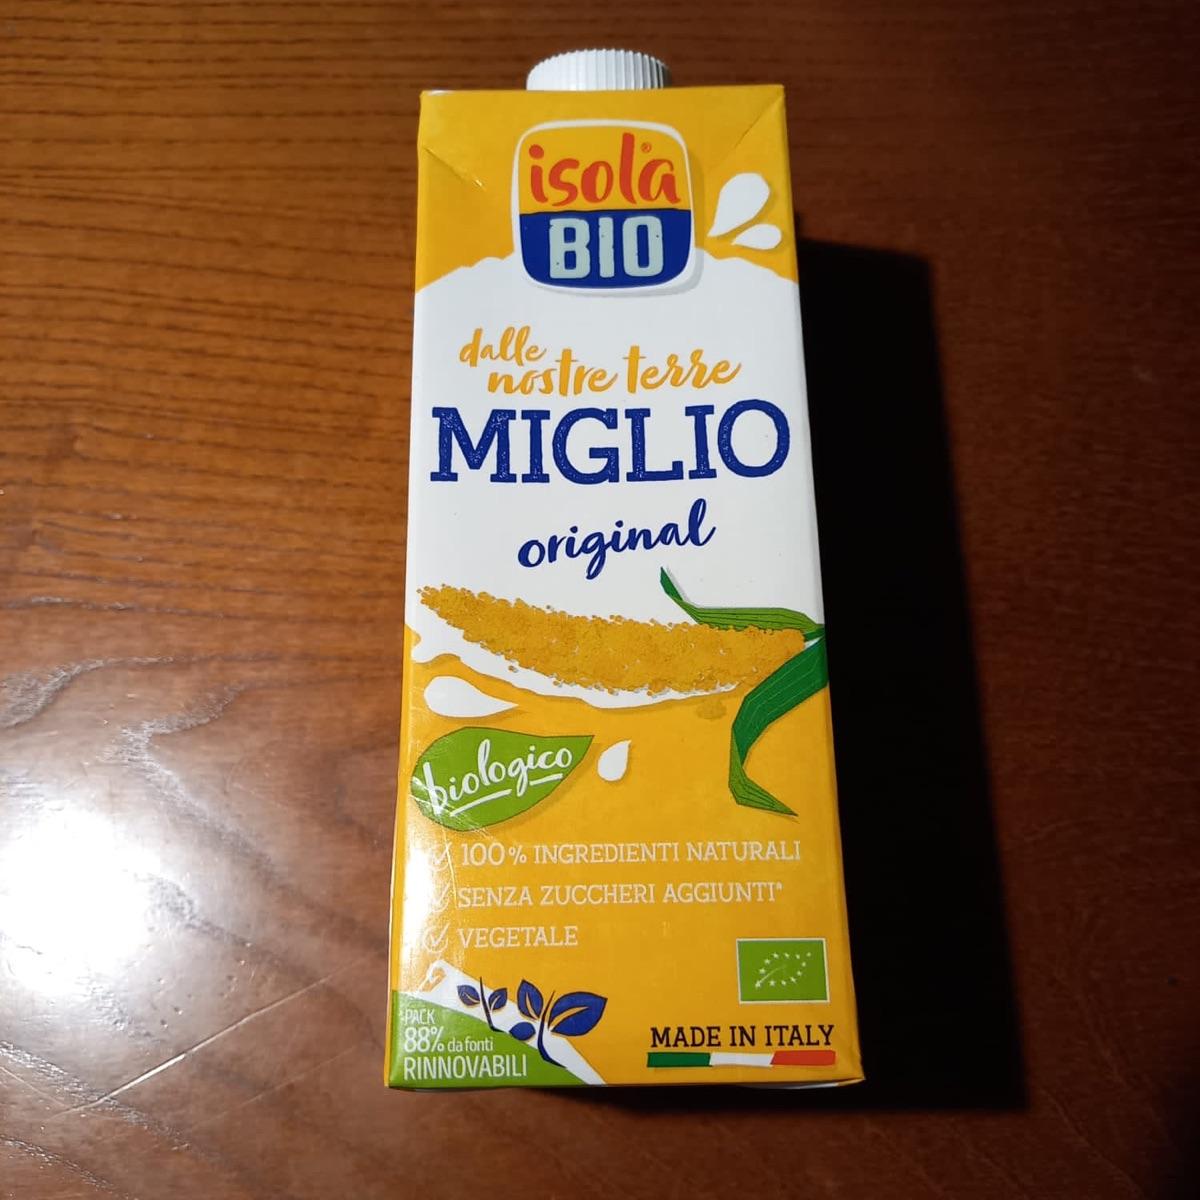 isola®
BIO
dalle
nostre terre
MIGLIO
original
biologico
100% INGREDIENTI NATURALI
SENZA ZUCCHERI AGGIUNTI*
VEGETALE
PACK
88% da fonti
RINNOVABILI
MADE IN ITALY